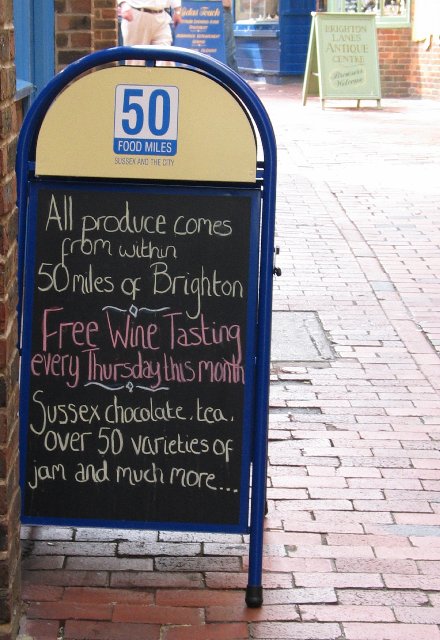 50
FOOD MILES
SUSSEX AND THE CITY
All produce comes
from within
50 miles of Brighton
Free Wine Tasting
every Thursday this month
Sussex chocolate, tea,
over 50 varieties of
jam and much more...
BRIGHTON
LANES
ANTIQUE
CENTRE
Browsers
Welcome
Touch